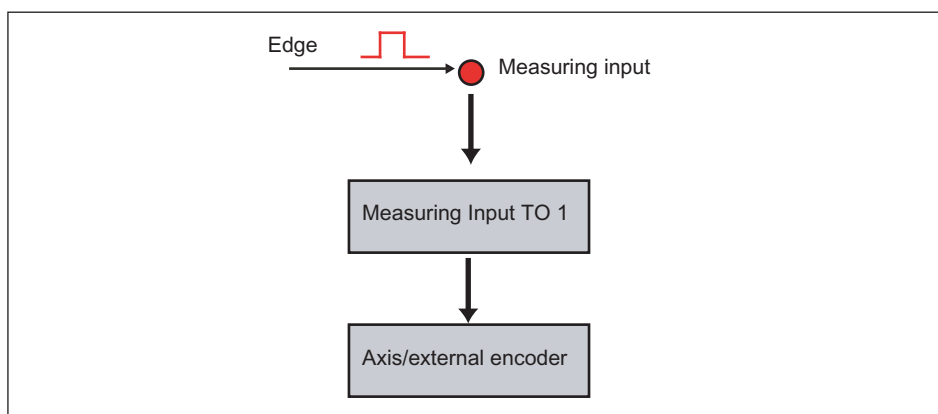 Edge
Measuring input
Measuring Input TO 1
Axis/external encoder